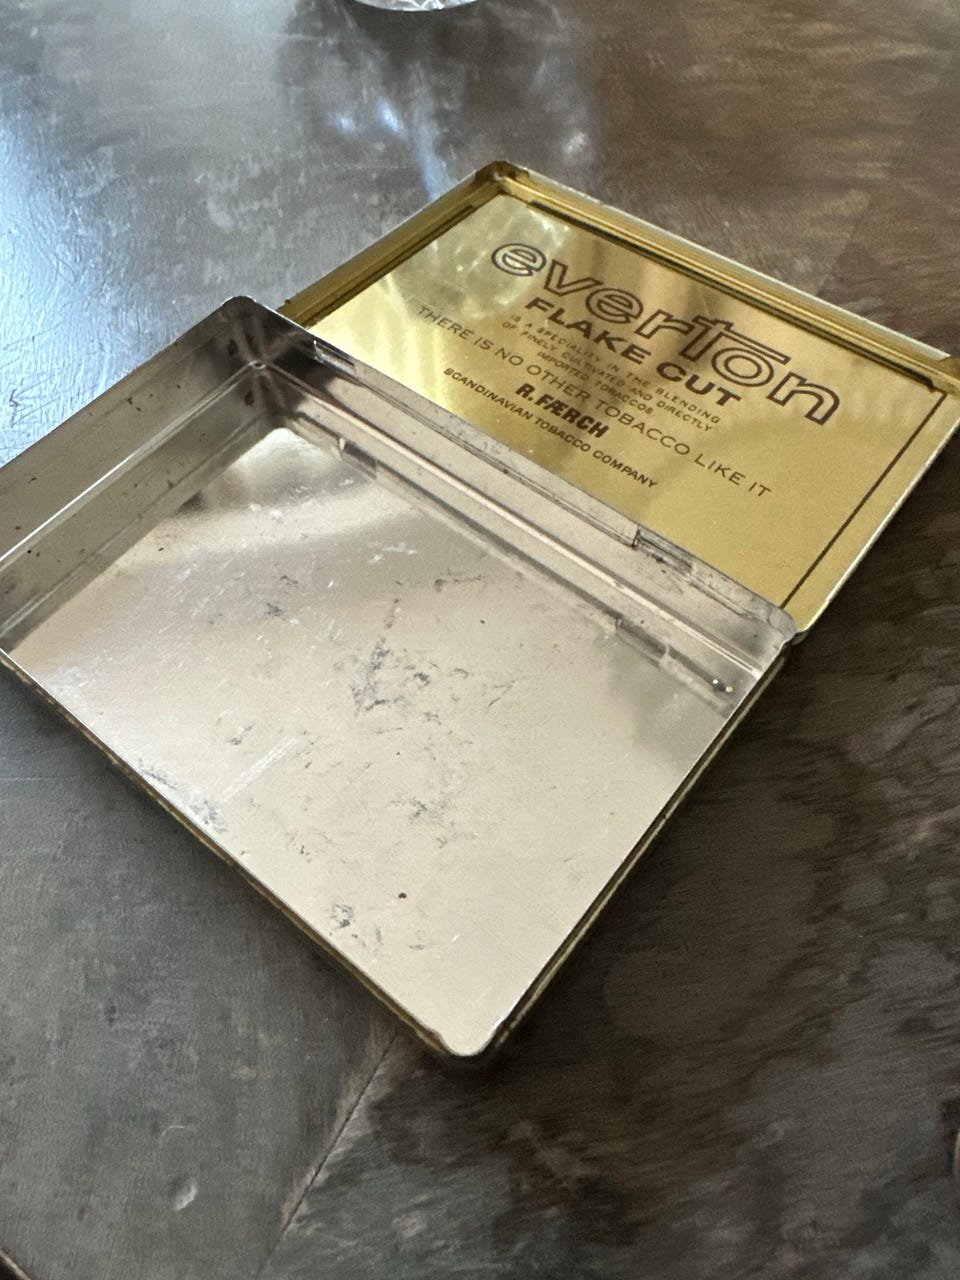 everton
FLAKE CUT
IS A SPECIALITY IN THE BLENDING
OF FINELY CULTIVATED AND DIRECTLY
IMPORTED TOBACCOS
THERE IS NO OTHER TOBACCO LIKE IT
R. FÆRCH
SCANDINAVIAN TOBACCO COMPANY